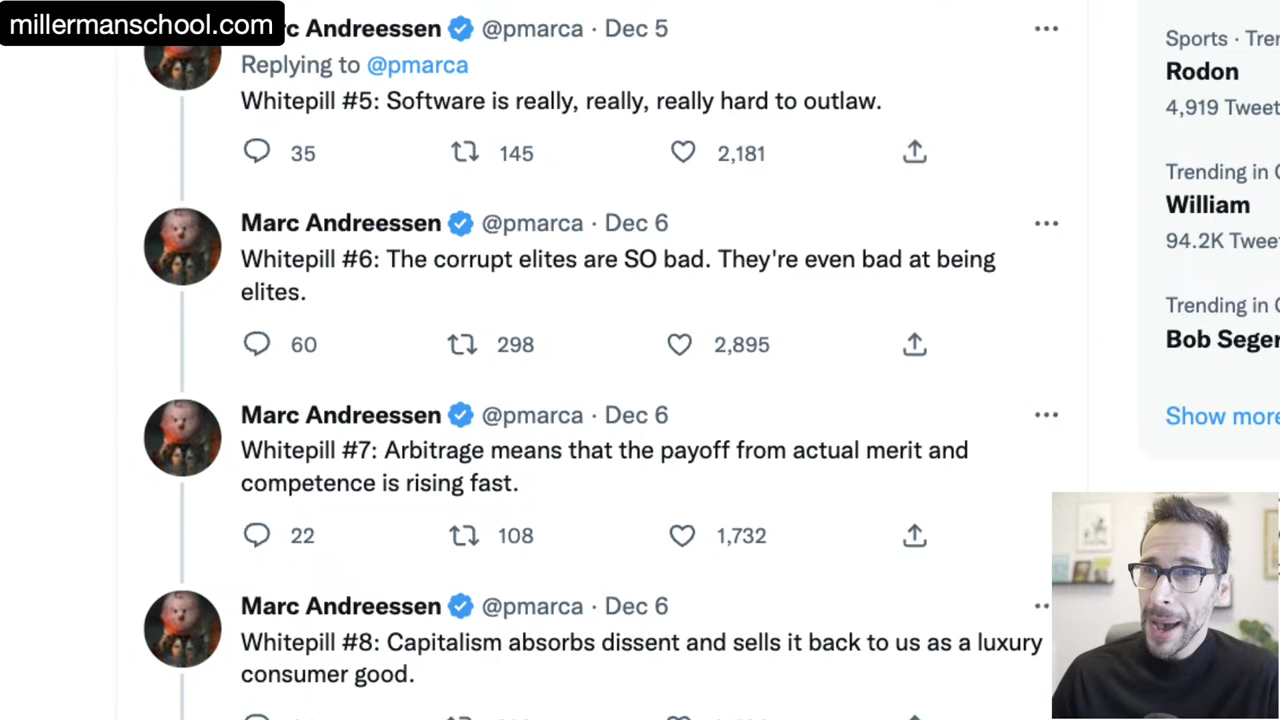 millermanschool.com
rc Andreessen @pmarca · Dec 5
Replying to @pmarca
Whitepill #5: Software is really, really, really hard to outlaw.
35 145 2,181
Marc Andreessen @pmarca · Dec 6
Whitepill #6: The corrupt elites are SO bad. They're even bad at being
elites.
60 298 2,895
Marc Andreessen @pmarca · Dec 6
Whitepill #7: Arbitrage means that the payoff from actual merit and
competence is rising fast.
22 108 1,732
Marc Andreessen @pmarca · Dec 6
Whitepill #8: Capitalism absorbs dissent and sells it back to us as a luxury
consumer good.
Sports · Tren
Rodon
4,919 Tweet
Trending in C
William
94.2K Twee
Trending in C
Bob Seger
Show more